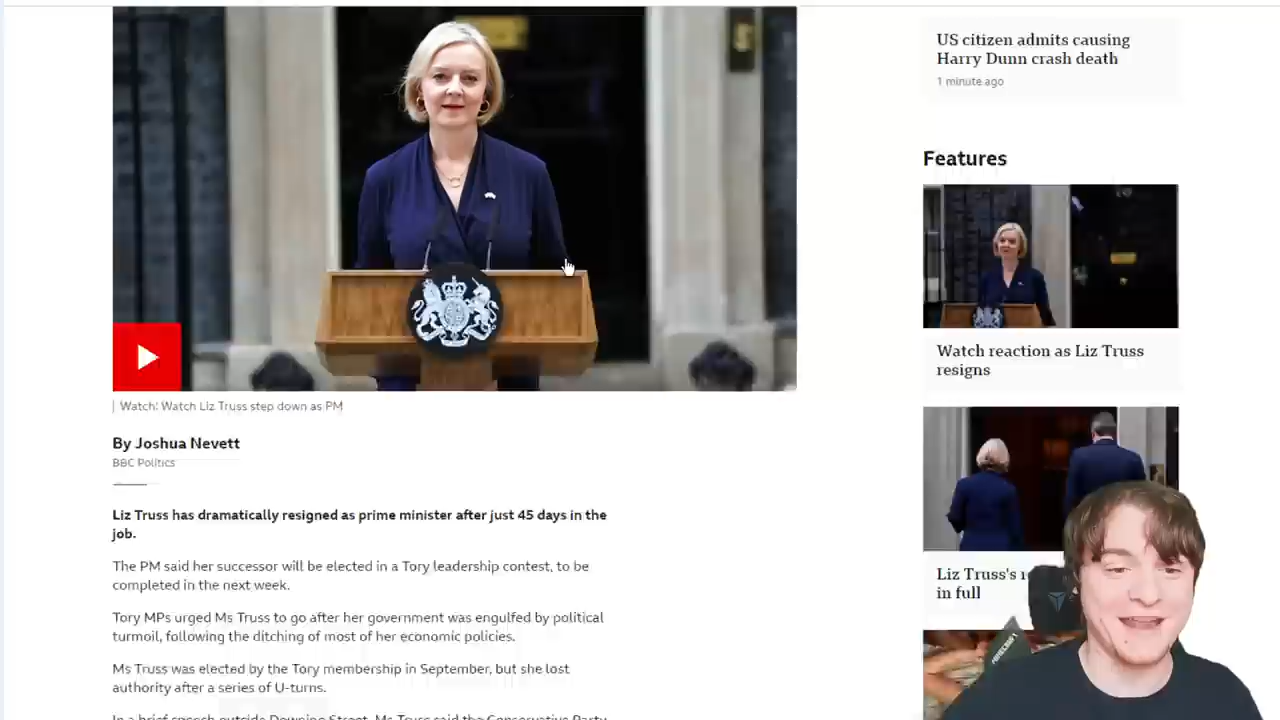 US citizen admits causing
Harry Dunn crash death
1 minute ago
Features
Watch reaction as Liz Truss
resigns
Liz Truss's
in full
MINECRAFT
Watch: Watch Liz Truss step down as PM
By Joshua Nevett
BBC Politics
Liz Truss has dramatically resigned as prime minister after just 45 days in the
job.
The PM said her successor will be elected in a Tory leadership contest, to be
completed in the next week.
Tory MPs urged Ms Truss to go after her government was engulfed by political
turmoil, following the ditching of most of her economic policies.
Ms Truss was elected by the Tory membership in September, but she lost
authority after a series of U-turns.
In a brief speech outside Downing Street, Ms Truss said the Conservative Party